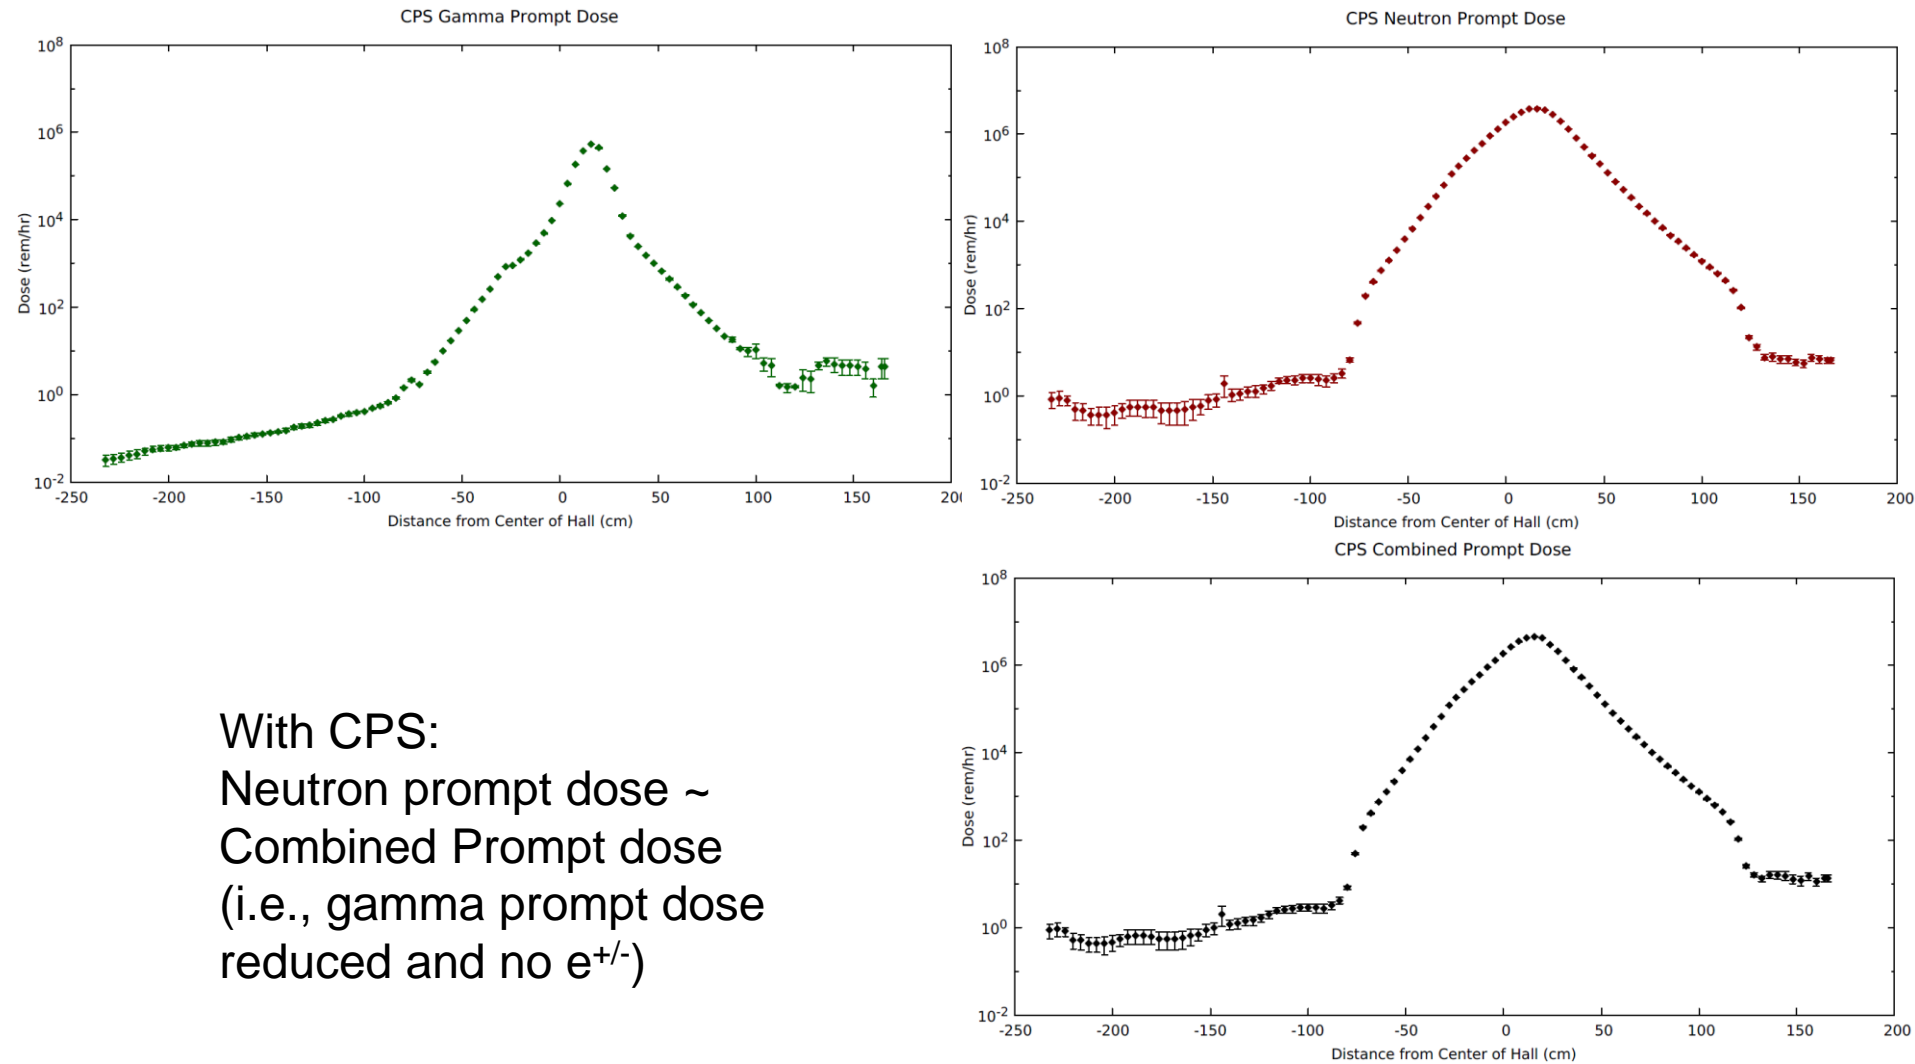 CPS Gamma Prompt Dose
10^8
10^6
10^4
10^2
10^0
10^-2
Dose (rem/hr)
-250 -200 -150 -100 -50 0 50 100 150 20
Distance from Center of Hall (cm)
CPS Neutron Prompt Dose
10^8
10^6
10^4
10^2
10^0
10^-2
Dose (rem/hr)
-250 -200 -150 -100 -50 0 50 100 150 200
Distance from Center of Hall (cm)
CPS Combined Prompt Dose
10^8
10^6
10^4
10^2
10^0
10^-2
Dose (rem/hr)
-250 -200 -150 -100 -50 0 50 100 150 200
Distance from Center of Hall (cm)
With CPS:
Neutron prompt dose ~
Combined Prompt dose
(i.e., gamma prompt dose
reduced and no e^+/-)